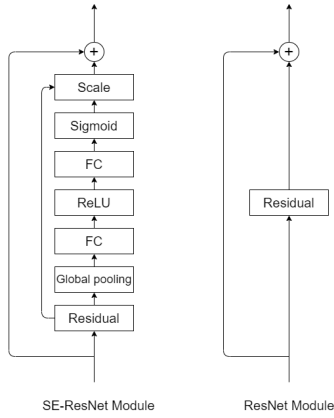 +
Scale
Sigmoid
FC
ReLU
FC
Global pooling
Residual
SE-ResNet Module
+
Residual
ResNet Module